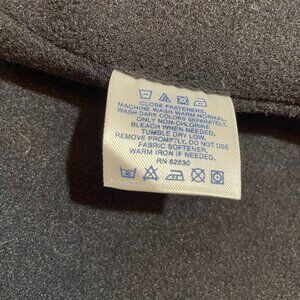 CLOSE FASTENERS,
MACHINE WASH WARM NORMAL,
WASH DARK COLORS SEPARATELY,
ONLY NON-CHLORINE
BLEACH WHEN NEEDED,
TUMBLE DRY LOW,
REMOVE PROMPTLY, DO NOT USE
FABRIC SOFTENER,
WARM IRON IF NEEDED.
RN 52630